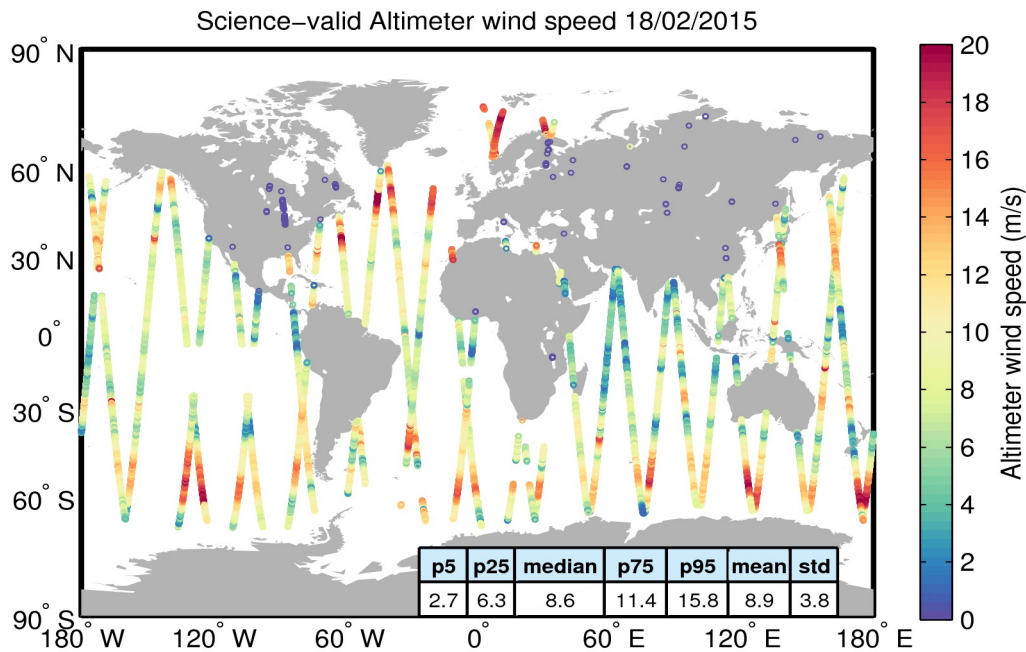 Science−valid Altimeter wind speed 18/02/2015
90° N
60° N
30° N
0°
30° S
60° S
90° S
180° W
120° W
60° W
0°
60° E
120° E
180° E
p5 p25 median p75 p95 mean std
2.7 6.3 8.6 11.4 15.8 8.9 3.8
20
18
16
14
12
10
8
6
4
2
0
Altimeter wind speed (m/s)